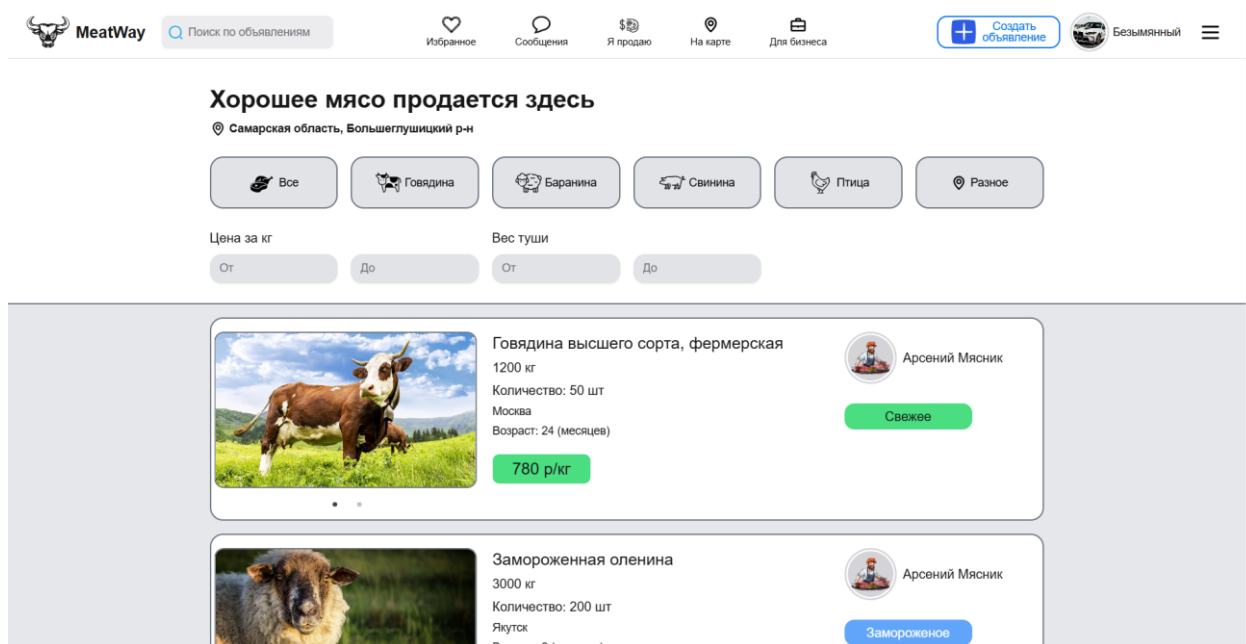 MeatWay
Поиск по объявлениям
Избранное
Сообщения
Я продаю
На карте
Для бизнеса
Создать
объявление
Безымянный
Хорошее мясо продается здесь
Самарская область, Большеглушицкий р-н
Все
Говядина
Баранина
Свинина
Птица
Разное
Цена за кг
Вес туши
От
До
От
До
Говядина высшего сорта, фермерская
1200 кг
Количество: 50 шт
Москва
Возраст: 24 (месяцев)
780 р/кг
Арсений Мясник
Свежее
Замороженная оленина
3000 кг
Количество: 200 шт
Якутск
Арсений Мясник
Замороженое